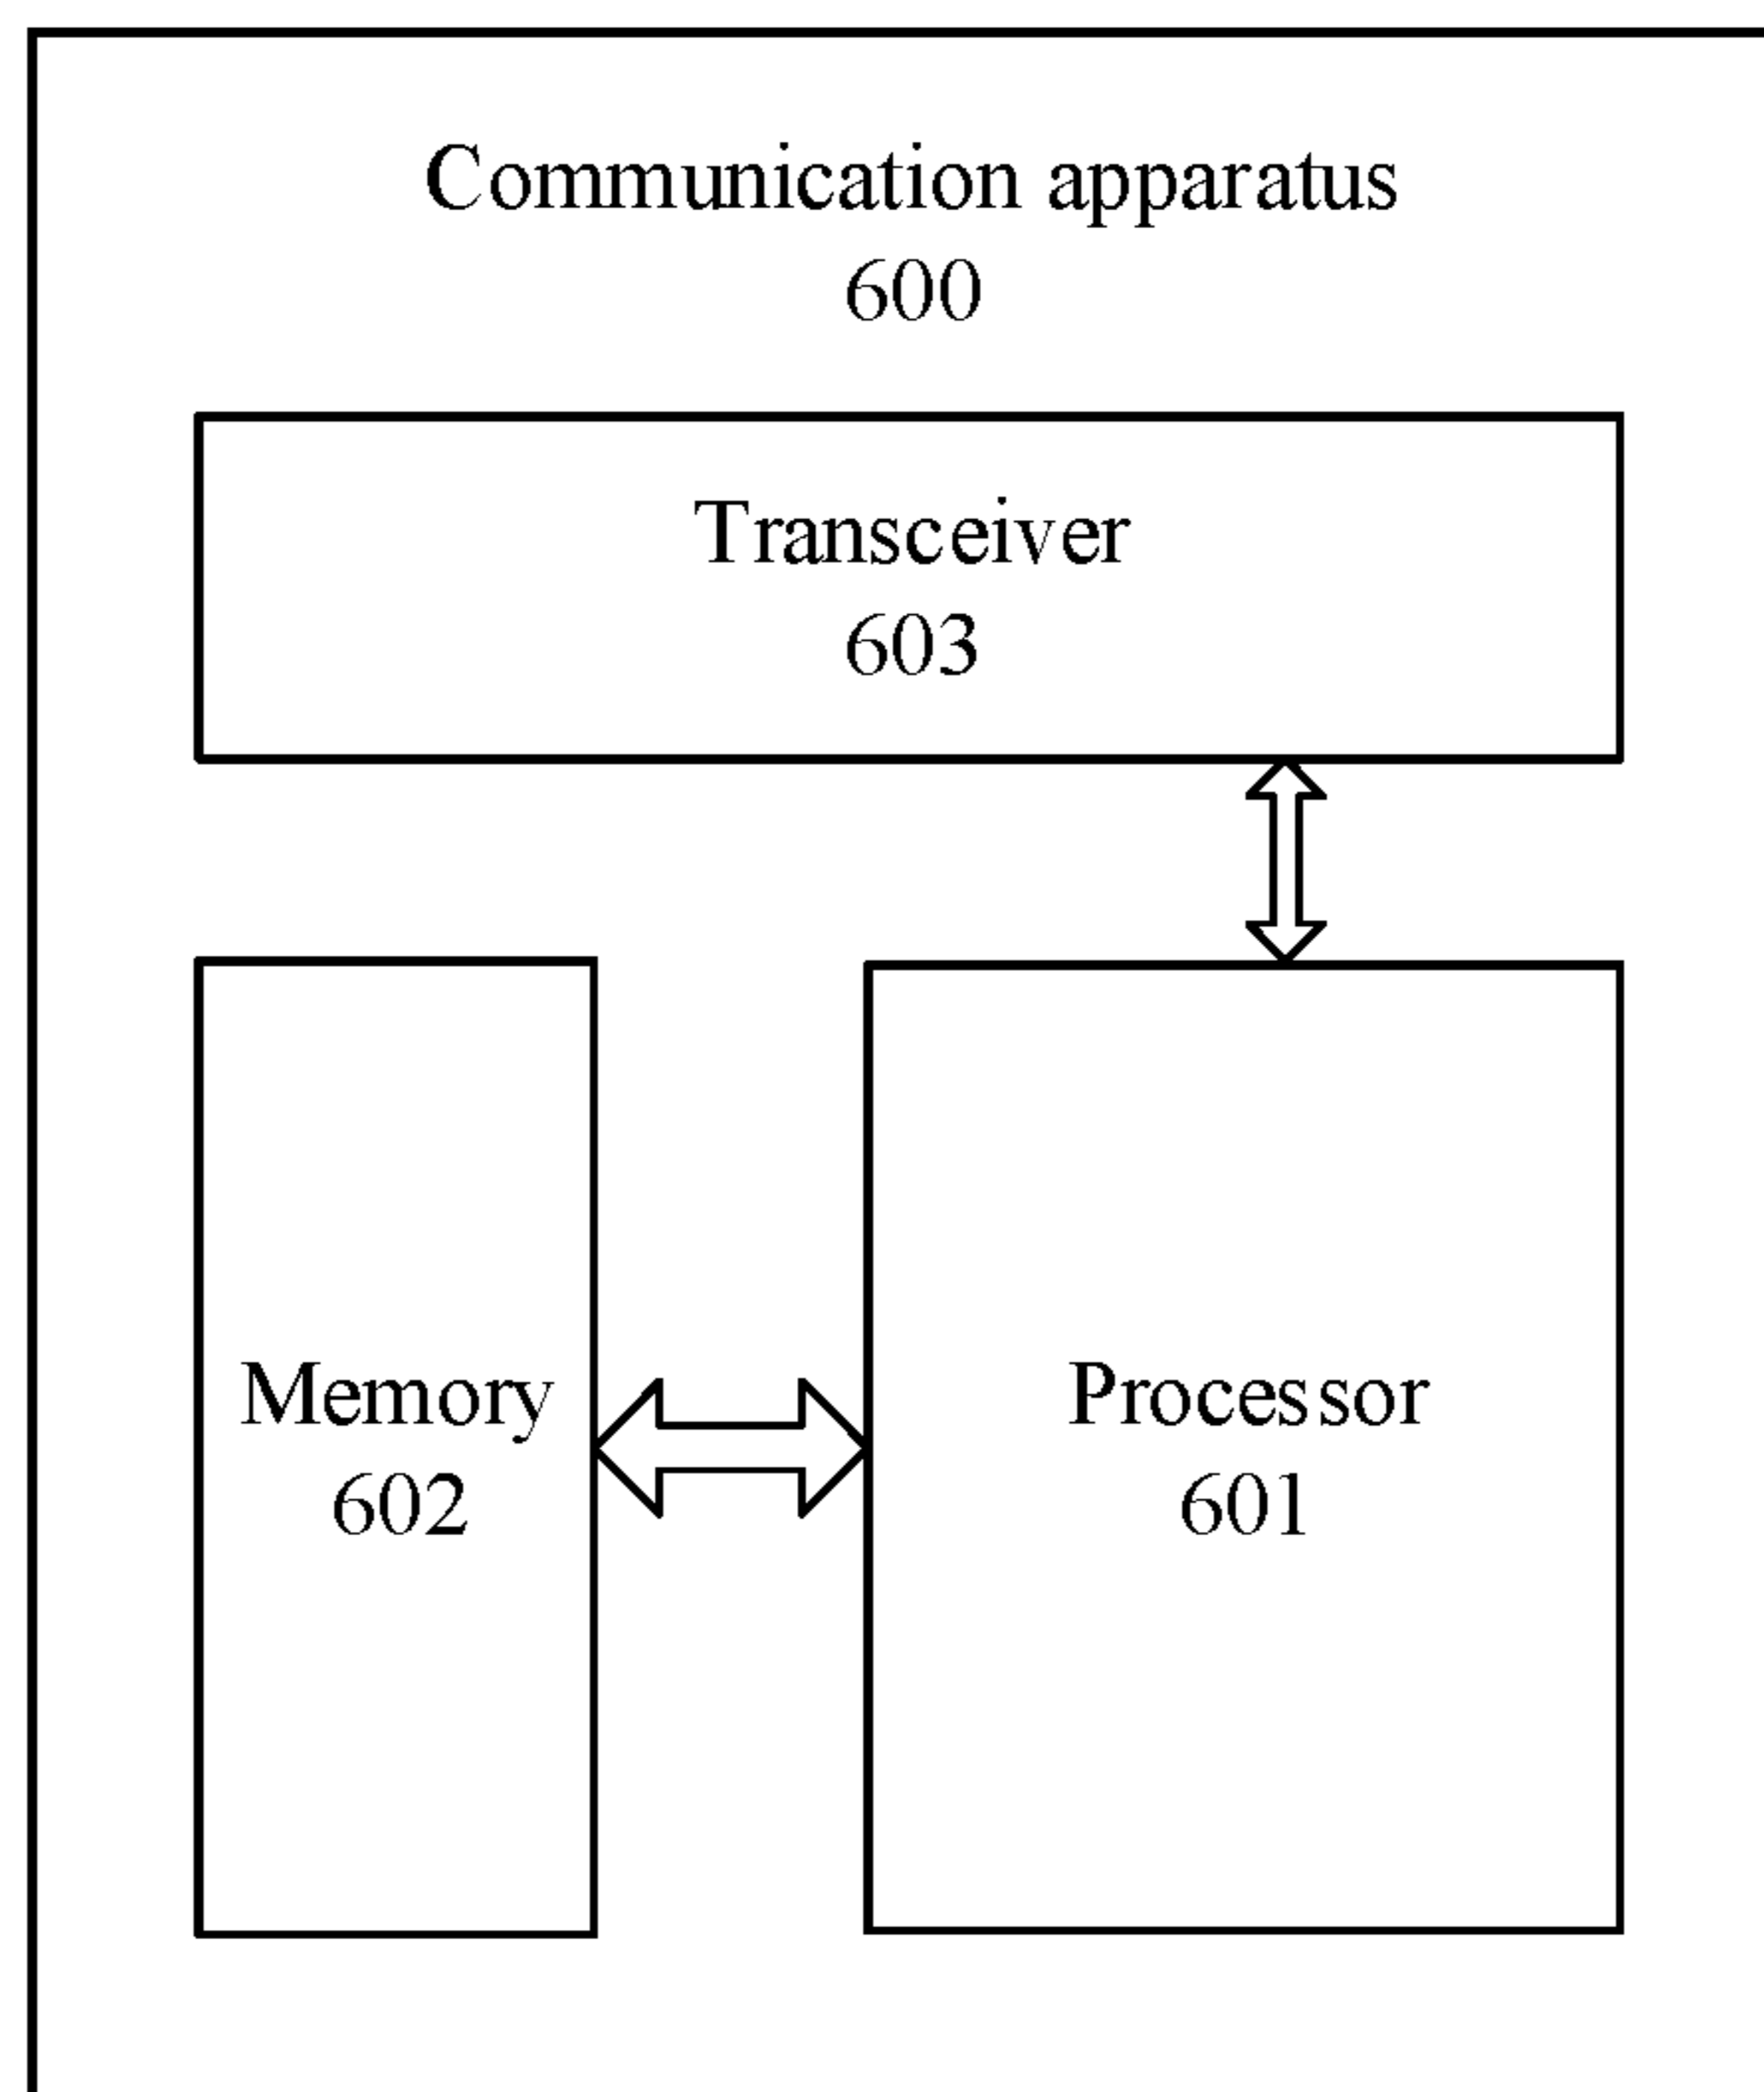 Communication apparatus
600
Transceiver
603
Memory
602
Processor
601